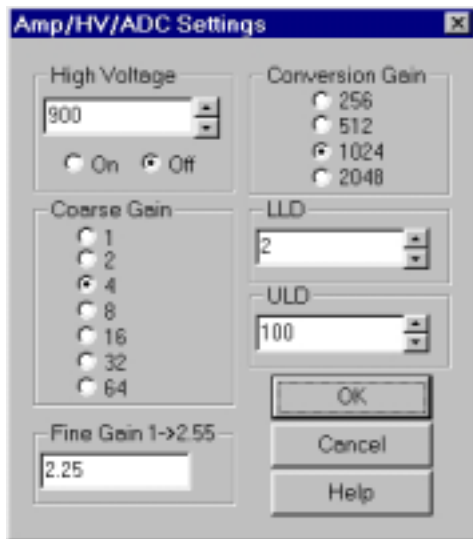 Amp/HV/ADC Settings
High Voltage
900
On Off
Coarse Gain
1
2
4
8
16
32
64
Fine Gain 1->2.55
2.25
Conversion Gain
256
512
1024
2048
LLD
2
ULD
100
OK
Cancel
Help